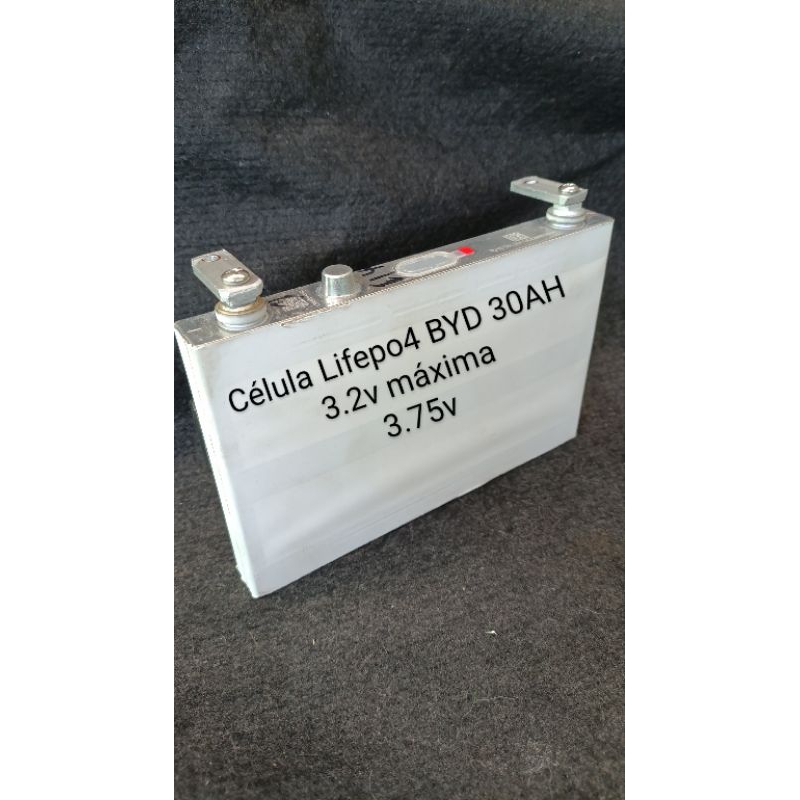 Célula Lifepo4 BYD 30AH
3.2v máxima
3.75v